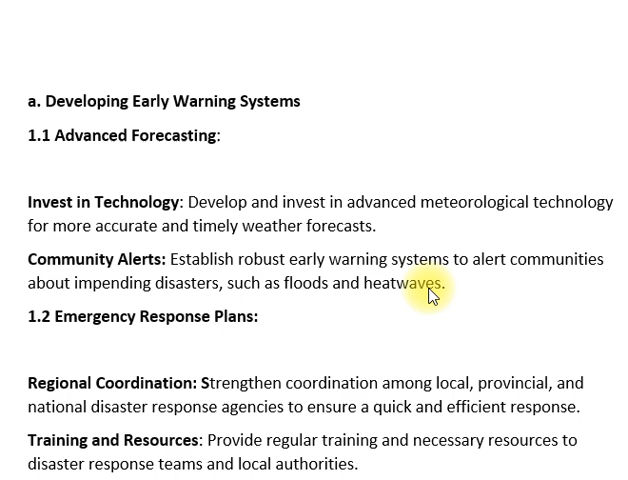 a. Developing Early Warning Systems
1.1 Advanced Forecasting:
Invest in Technology: Develop and invest in advanced meteorological technology
for more accurate and timely weather forecasts.
Community Alerts: Establish robust early warning systems to alert communities
about impending disasters, such as floods and heatwaves.
1.2 Emergency Response Plans:
Regional Coordination: Strengthen coordination among local, provincial, and
national disaster response agencies to ensure a quick and efficient response.
Training and Resources: Provide regular training and necessary resources to
disaster response teams and local authorities.